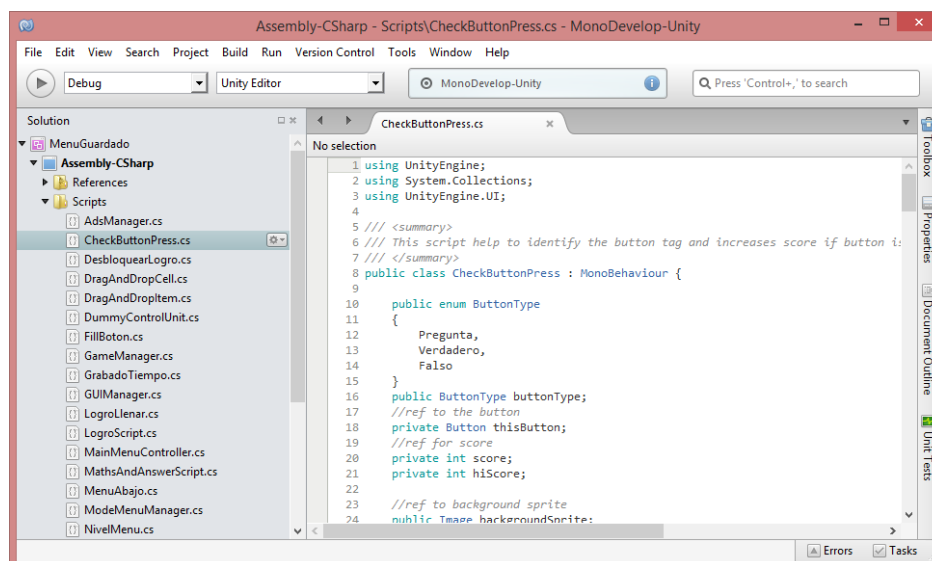 Assembly-CSharp - Scripts\CheckButtonPress.cs - MonoDevelop-Unity
File Edit View Search Project Build Run Version Control Tools Window Help
Debug Unity Editor MonoDevelop-Unity Press 'Control+,' to search
Solution
MenuGuardado
Assembly-CSharp
References
Scripts
AdsManager.cs
CheckButtonPress.cs
DesbloquearLogro.cs
DragAndDropCell.cs
DragAndDropItem.cs
DummyControlUnit.cs
FillBoton.cs
GameManager.cs
GrabadoTiempo.cs
GUIManager.cs
LogroLlenar.cs
LogroScript.cs
MainMenuController.cs
MathsAndAnswerScript.cs
MenuAbajo.cs
ModeMenuManager.cs
NivelMenu.cs
CheckButtonPress.cs
No selection
1 using UnityEngine;
2 using System.Collections;
3 using UnityEngine.UI;
4
5 /// <summary>
6 /// This script help to identify the button tag and increases score if button is
7 /// </summary>
8 public class CheckButtonPress : MonoBehaviour {
9
10 public enum ButtonType
11 {
12 Pregunta,
13 Verdadero,
14 Falso
15 }
16 public ButtonType buttonType;
17 //ref to the button
18 private Button thisButton;
19 //ref for score
20 private int score;
21 private int hiScore;
22
23 //ref to background sprite
24 public Image backgroundSprite;
Toolbox
Properties
Document Outline
Unit Tests
Errors Tasks